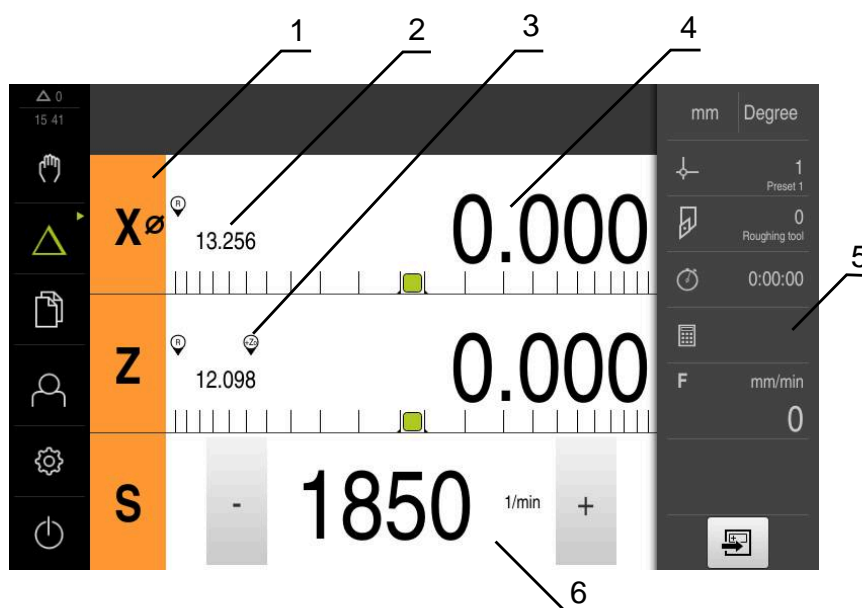 1 2 3 4
△ 0
15 41
mm Degree
1
Preset 1
X⌀ R 13.256 0.000
0
Roughing tool
0:00:00
5
Z R +Z0 12.098 0.000
F mm/min
0
S - 1850 1/min +
6